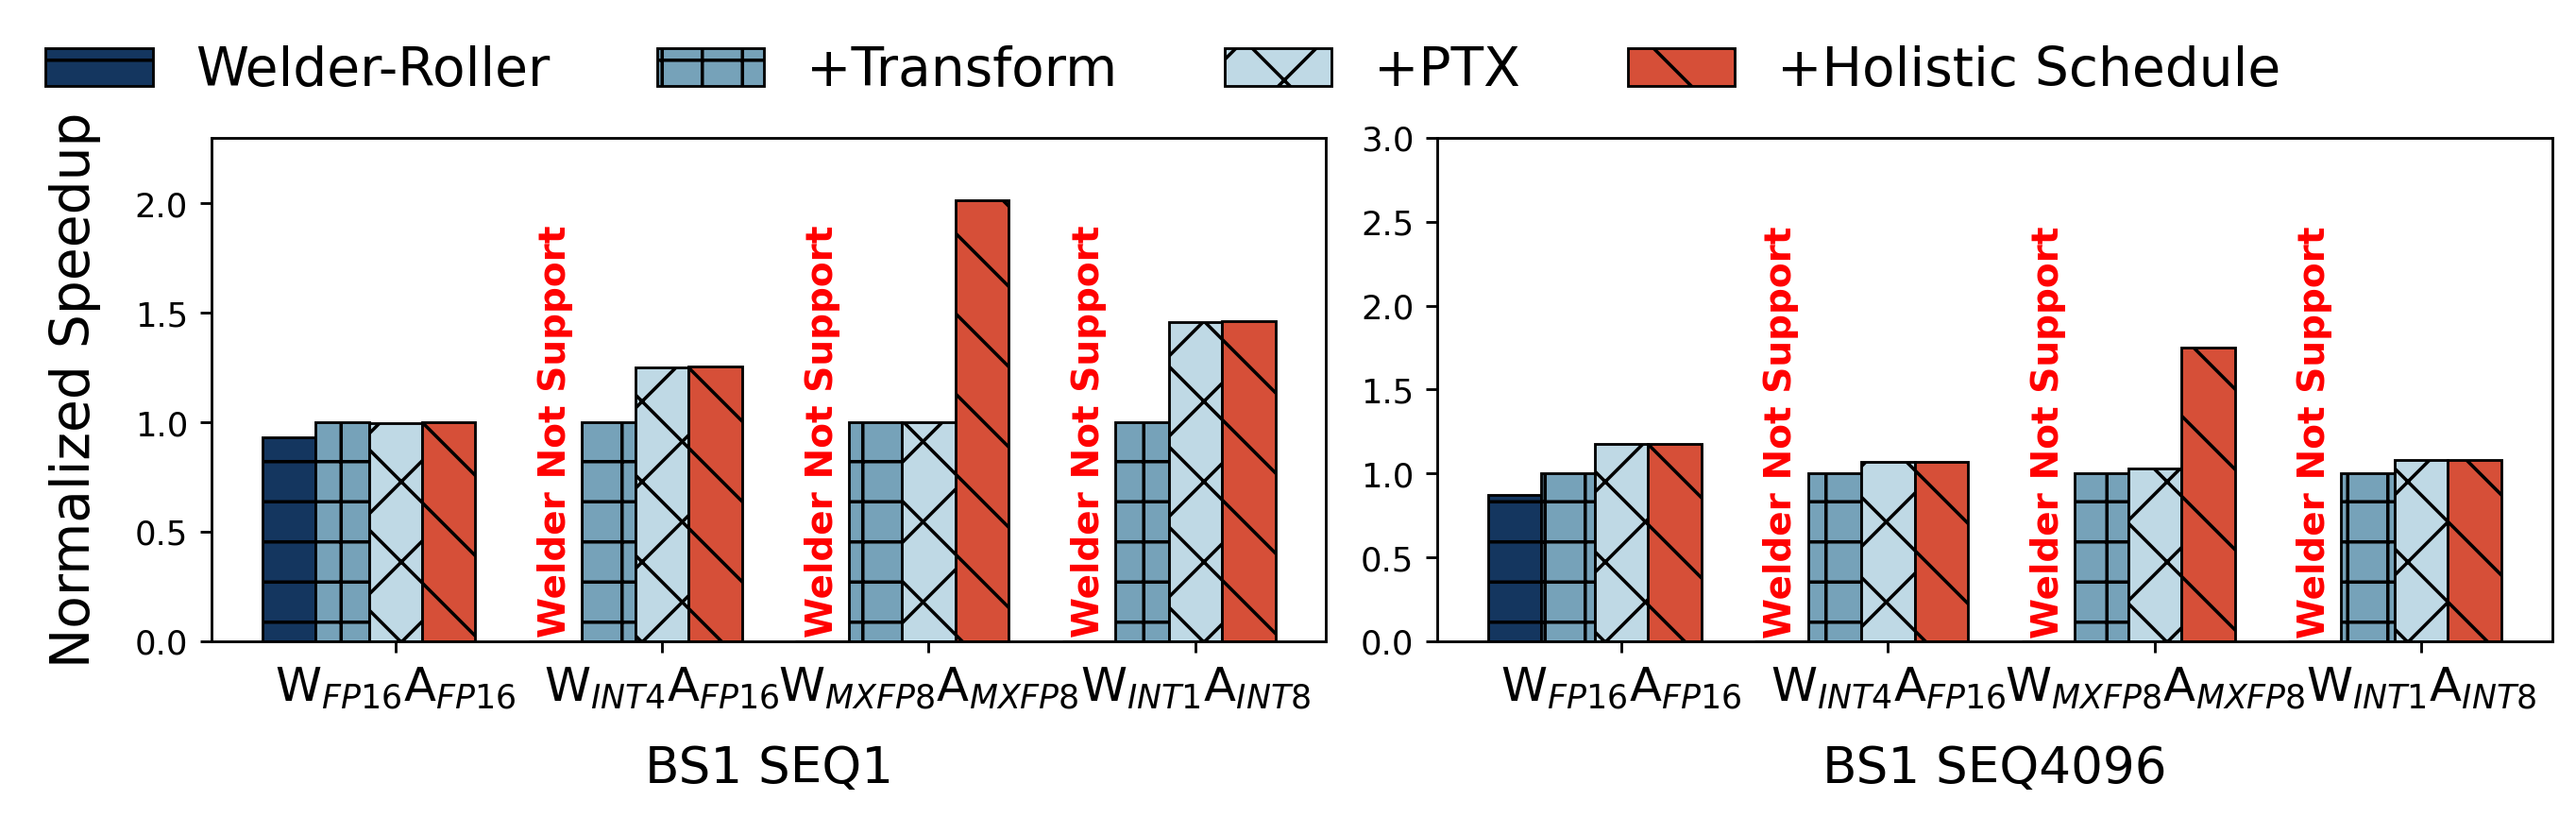 Welder-Roller +Transform +PTX +Holistic Schedule
Normalized Speedup
2.0
1.5
1.0
0.5
0.0
Welder Not Support
Welder Not Support
Welder Not Support
W_FP16A_FP16 W_INT4A_FP16 W_MXFP8A_MXFP8 W_INT1A_INT8
BS1 SEQ1
3.0
2.5
2.0
1.5
1.0
0.5
0.0
Welder Not Support
Welder Not Support
Welder Not Support
W_FP16A_FP16 W_INT4A_FP16 W_MXFP8A_MXFP8 W_INT1A_INT8
BS1 SEQ4096